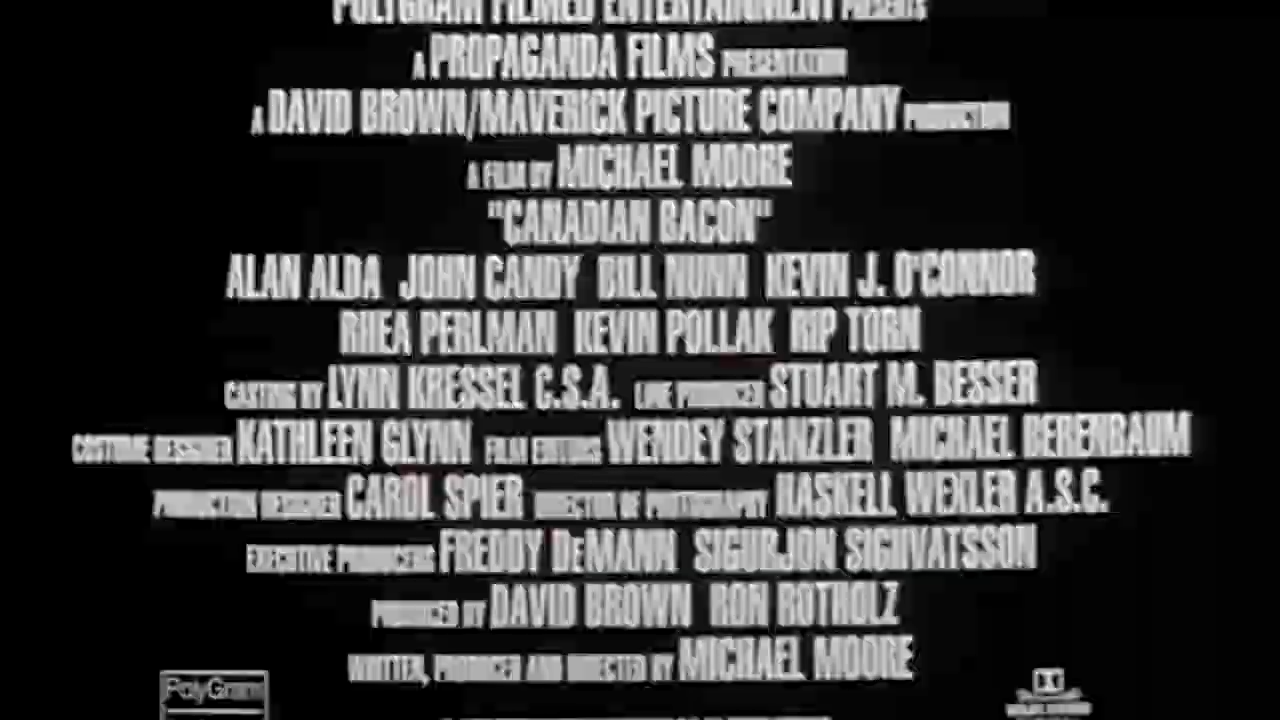 POLYGRAM FILMED ENTERTAINMENT PRESENTS
A PROPAGANDA FILMS PRESENTATION
A DAVID BROWN/MAVERICK PICTURE COMPANY PRODUCTION
A FILM BY MICHAEL MOORE
"CANADIAN BACON"
ALAN ALDA JOHN CANDY BILL NUNN KEVIN J. O'CONNOR
RHEA PERLMAN KEVIN POLLAK RIP TORN
CASTING BY LYNN KRESSEL C.S.A. LINE PRODUCER STUART M. BESSER
COSTUME DESIGNER KATHLEEN GLYNN FILM EDITORS WENDEY STANZLER MICHAEL BERENBAUM
PRODUCTION DESIGNER CAROL SPIER DIRECTOR OF PHOTOGRAPHY HASKELL WEXLER A.S.C.
EXECUTIVE PRODUCERS FREDDY DeMANN SIGURJON SIGHVATSSON
PRODUCED BY DAVID BROWN RON ROTHOLZ
WRITTEN, PRODUCED AND DIRECTED BY MICHAEL MOORE
PolyGram